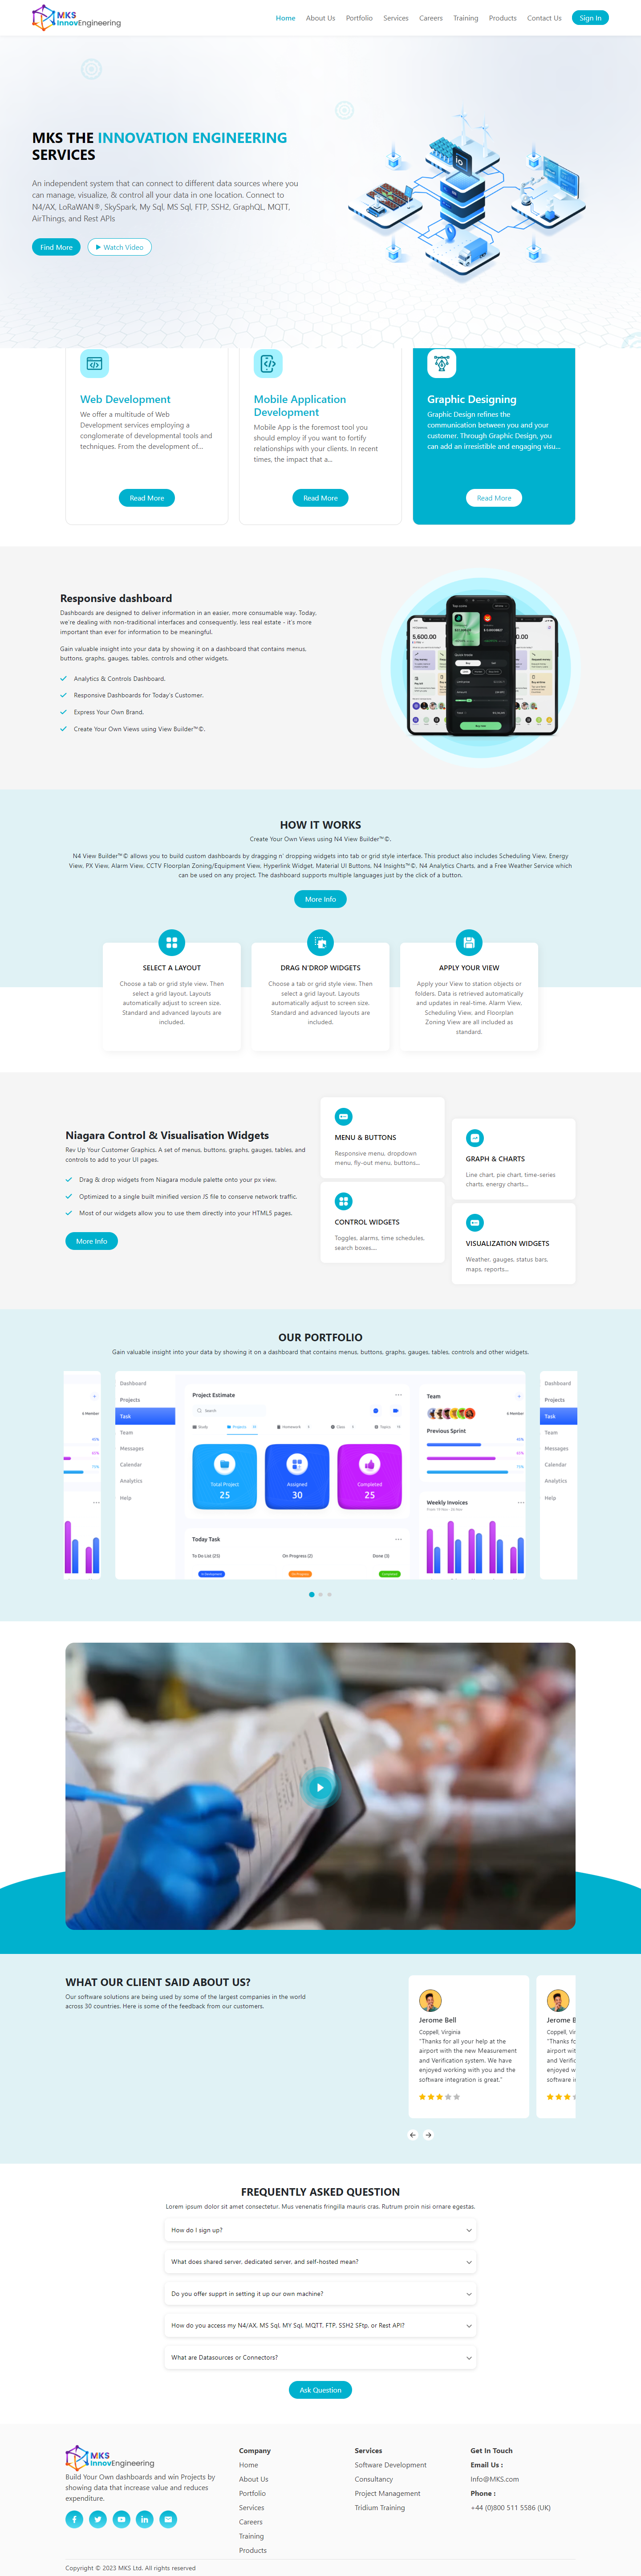 MKS
InnovEngineering
Home About Us Portfolio Services Careers Training Products Contact Us Sign In
MKS THE INNOVATION ENGINEERING
SERVICES
An independent system that can connect to different data sources where you
can manage, visualize, & control all your data in one location. Connect to
N4/AX, LoRaWAN®, SkySpark, My Sql, MS Sql, FTP, SSH2, GraphQL, MQTT,
AirThings, and Rest APIs
Find More Watch Video
Web Development
We offer a multitude of Web
Development services employing a
conglomerate of developmental tools and
techniques. From the development of...
Read More
Mobile Application
Development
Mobile App is the foremost tool you
should employ if you want to fortify
relationships with your clients. In recent
times, the impact that a...
Read More
Graphic Designing
Graphic Design refines the
communication between you and your
customer. Through Graphic Design, you
can add an irresistible and engaging visu...
Read More
Responsive dashboard
Dashboards are designed to deliver information in an easier, more consumable way. Today,
we're dealing with non-traditional interfaces and consequently, less real estate - it's more
important than ever for information to be meaningful.
Gain valuable insight into your data by showing it on a dashboard that contains menus,
buttons, graphs, gauges, tables, controls and other widgets.
Analytics & Controls Dashboard.
Responsive Dashboards for Today's Customer.
Express Your Own Brand.
Create Your Own Views using View Builder™©.
5,600.00
HOW IT WORKS
Create Your Own Views using N4 View Builder™©.
N4 View Builder™© allows you to build custom dashboards by dragging n' dropping widgets into tab or grid style interface. This product also includes Scheduling View, Energy
View, PX View, Alarm View, CCTV Floorplan Zoning/Equipment View, Hyperlink Widget, Material UI Buttons, N4 Insights™©, N4 Analytics Charts, and a Free Weather Service which
can be used on any project. The dashboard supports multiple languages just by the click of a button.
More Info
SELECT A LAYOUT
Choose a tab or grid style view. Then
select a grid layout. Layouts
automatically adjust to screen size.
Standard and advanced layouts are
included.
DRAG N'DROP WIDGETS
Choose a tab or grid style view. Then
select a grid layout. Layouts
automatically adjust to screen size.
Standard and advanced layouts are
included.
APPLY YOUR VIEW
Apply your View to station objects or
folders. Data is retrieved automatically
and updates in real-time. Alarm View,
Scheduling View, and Floorplan
Zoning View are all included as
standard.
Niagara Control & Visualisation Widgets
Rev Up Your Customer Graphics. A set of menus, buttons, graphs, gauges, tables, and
controls to add to your UI pages.
Drag & drop widgets from Niagara module palette onto your px view.
Optimized to a single built minified version JS file to conserve network traffic.
Most of our widgets allow you to use them directly into your HTML5 pages.
More Info
MENU & BUTTONS
Responsive menu, dropdown
menu, fly-out menu, buttons...
CONTROL WIDGETS
Toggles, alarms, time schedules,
search boxes....
GRAPH & CHARTS
Line chart, pie chart, time-series
charts, energy charts...
VISUALIZATION WIDGETS
Weather, gauges, status bars,
maps, reports...
OUR PORTFOLIO
Gain valuable insight into your data by showing it on a dashboard that contains menus, buttons, graphs, gauges, tables, controls and other widgets.
Dashboard
Projects
Task
Team
Messages
Calendar
Analytics
Help
Project Estimate
Search
Study Projects Homework Class Topics
Total Project
25
Assigned
30
Completed
25
Today Task
To Do List (25) On Progress (2) Done (3)
Team
6 Member
Previous Sprint
Weekly Invoices
Dashboard
Projects
Task
Team
Messages
Calendar
Analytics
Help
WHAT OUR CLIENT SAID ABOUT US?
Our software solutions are being used by some of the largest companies in the world
across 30 countries. Here is some of the feedback from our customers.
Jerome Bell
Coppell, Virginia
"Thanks for all your help at the
airport with the new Measurement
and Verification system. We have
enjoyed working with you and the
software integration is great."
Jerome B
Coppell, Vir
"Thanks fo
airport wit
and Verific
enjoyed w
software i
FREQUENTLY ASKED QUESTION
Lorem ipsum dolor sit amet consectetur. Mus venenatis fringilla mauris cras. Rutrum proin nisi ornare egestas.
How do I sign up?
What does shared server, dedicated server, and self-hosted mean?
Do you offer supprt in setting it up our own machine?
How do you access my N4/AX, MS Sql, MY Sql, MQTT, FTP, SSH2 SFtp, or Rest API?
What are Datasources or Connectors?
Ask Question
MKS
InnovEngineering
Build Your Own dashboards and win Projects by
showing data that increase value and reduces
expenditure.
Company
Home
About Us
Portfolio
Services
Careers
Training
Products
Services
Software Development
Consultancy
Project Management
Tridium Training
Get In Touch
Email Us :
Info@MKS.com
Phone :
+44 (0)800 511 5586 (UK)
Copyright © 2023 MKS Ltd. All rights reserved